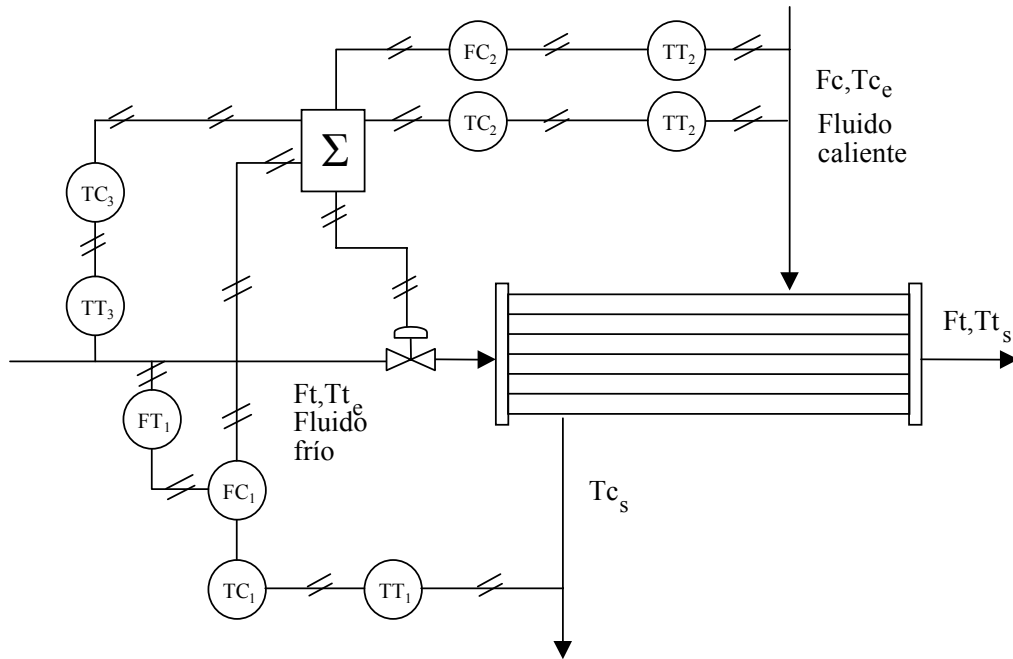 FC₂
TT₂
Fc,Tcₑ
Fluido
caliente
TC₂
TT₂
Σ
TC₃
TT₃
Ft,Ttₛ
Ft,Ttₑ
Fluido
frío
FT₁
FC₁
Tcₛ
TC₁
TT₁